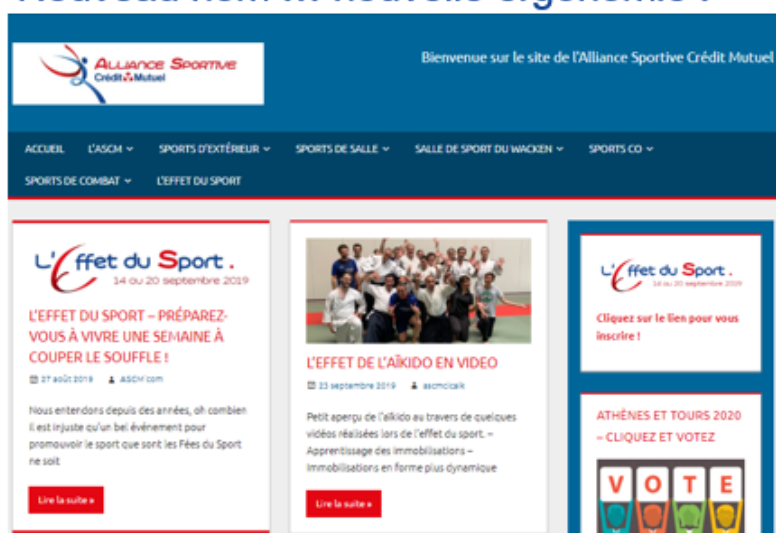 Nouveau nom ... nouvelle ergonomie !
ALLIANCE SPORTIVE
Crédit Mutuel
Bienvenue sur le site de l'Alliance Sportive Crédit Mutuel
ACCUEIL L'ASCM SPORTS D'EXTÉRIEUR SPORTS DE SALLE SALLE DE SPORT DU WACKEN SPORTS CO
SPORTS DE COMBAT L'EFFET DU SPORT
L'Effet du Sport.
14 au 20 septembre 2019
L'EFFET DU SPORT – PRÉPAREZ-
VOUS À VIVRE UNE SEMAINE À
COUPER LE SOUFFLE !
27 août 2019 ASCM com
Nous entendons depuis des années, oh combien
il est injuste qu'un bel événement pour
promouvoir le sport que sont les Fées du Sport
ne soit
Lire la suite »
L'EFFET DE L'AÏKIDO EN VIDEO
23 septembre 2019 ascmcicaik
Petit aperçu de l'aïkido au travers de quelques
vidéos réalisées lors de l'effet du sport. –
Apprentissage des immobilisations –
Immobilisations en forme plus dynamique
Lire la suite »
L'Effet du Sport.
14 au 20 septembre 2019
Cliquez sur le lien pour vous
inscrire !
ATHÈNES ET TOURS 2020
– CLIQUEZ ET VOTEZ
VOTE